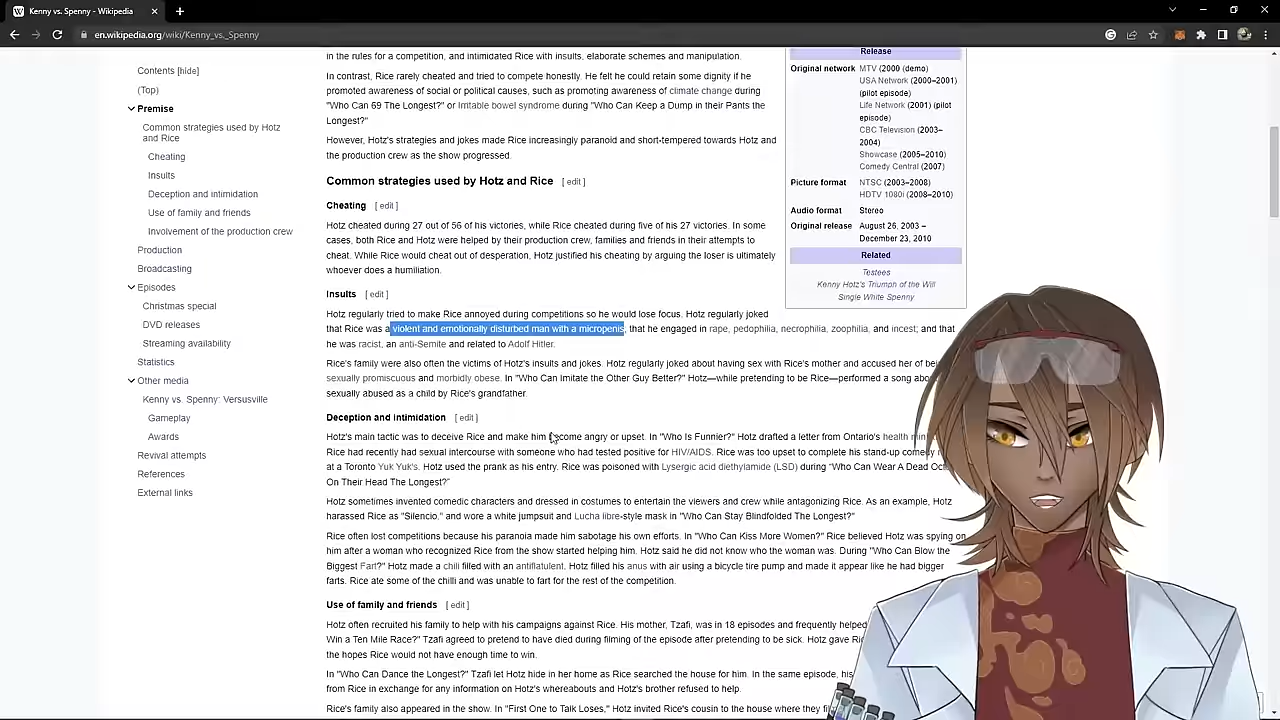 Kenny vs. Spenny - Wikipedia
en.wikipedia.org/wiki/Kenny_vs._Spenny
Contents [hide]
(Top)
Premise
Common strategies used by Hotz
and Rice
Cheating
Insults
Deception and intimidation
Use of family and friends
Involvement of the production crew
Production
Broadcasting
Episodes
Christmas special
DVD releases
Streaming availability
Statistics
Other media
Kenny vs. Spenny: Versusville
Gameplay
Awards
Revival attempts
References
External links
in the rules for a competition, and intimidated Rice with insults, elaborate schemes and manipulation.
In contrast, Rice rarely cheated and tried to compete honestly. He felt he could retain some dignity if he
promoted awareness of social or political causes, such as promoting awareness of climate change during
"Who Can 69 The Longest?" or Irritable bowel syndrome during "Who Can Keep a Dump in their Pants the
Longest?"
However, Hotz's strategies and jokes made Rice increasingly paranoid and short-tempered towards Hotz and
the production crew as the show progressed.
Common strategies used by Hotz and Rice [ edit ]
Cheating [ edit ]
Hotz cheated during 27 out of 56 of his victories, while Rice cheated during five of his 27 victories. In some
cases, both Rice and Hotz were helped by their production crew, families and friends in their attempts to
cheat. While Rice would cheat out of desperation, Hotz justified his cheating by arguing the loser is ultimately
whoever does a humiliation.
Insults [ edit ]
Hotz regularly tried to make Rice annoyed during competitions so he would lose focus. Hotz regularly joked
that Rice was a violent and emotionally disturbed man with a micropenis, that he engaged in rape, pedophilia, necrophilia, zoophilia, and incest; and that
he was racist, an anti-Semite and related to Adolf Hitler.
Rice's family were also often the victims of Hotz's insults and jokes. Hotz regularly joked about having sex with Rice's mother and accused her of
sexually promiscuous and morbidly obese. In "Who Can Imitate the Other Guy Better?" Hotz—while pretending to be Rice—performed a song
sexually abused as a child by Rice's grandfather.
Deception and intimidation [ edit ]
Hotz's main tactic was to deceive Rice and make him become angry or upset. In "Who Is Funnier?" Hotz drafted a letter from Ontario's health
Rice had recently had sexual intercourse with someone who had tested positive for HIV/AIDS. Rice was too upset to complete his stand-up
at a Toronto Yuk Yuk's. Hotz used the prank as his entry. Rice was poisoned with Lysergic acid diethylamide (LSD) during "Who Can Wear A Dead
On Their Head The Longest?"
Hotz sometimes invented comedic characters and dressed in costumes to entertain the viewers and crew while antagonizing Rice. As an example, Hotz
harassed Rice as "Silencio," and wore a white jumpsuit and Lucha libre-style mask in "Who Can Stay Blindfolded The Longest?"
Rice often lost competitions because his paranoia made him sabotage his own efforts. In "Who Can Kiss More Women?" Rice believed Hotz was spying on
him after a woman who recognized Rice from the show started helping him. Hotz said he did not know who the woman was. During "Who Can Blow the
Biggest Fart?" Hotz made a chili filled with an antiflatulent. Hotz filled his anus with air using a bicycle tire pump and made it appear like he had bigger
farts. Rice ate some of the chilli and was unable to fart for the rest of the competition.
Use of family and friends [ edit ]
Hotz often recruited his family to help with his campaigns against Rice. His mother, Tzafi, was in 18 episodes and frequently helped
Win a Ten Mile Race?" Tzafi agreed to pretend to have died during filming of the episode after pretending to be sick. Hotz gave
the hopes Rice would not have enough time to win.
In "Who Can Dance the Longest?" Tzafi let Hotz hide in her home as Rice searched the house for him. In the same episode, his
from Rice in exchange for any information on Hotz's whereabouts and Hotz's brother refused to help.
Rice's family also appeared in the show. In "First One to Talk Loses," Hotz invited Rice's cousin to the house where they
Release
Original network MTV (2000 (demo)
USA Network (2000–2001)
(pilot episode)
Life Network (2001) (pilot
episode)
CBC Television (2003–
2004)
Showcase (2005–2010)
Comedy Central (2007)
Picture format NTSC (2003–2008)
HDTV 1080i (2008–2010)
Audio format Stereo
Original release August 26, 2003 –
December 23, 2010
Related
Testees
Kenny Hotz's Triumph of the Will
Single White Spenny